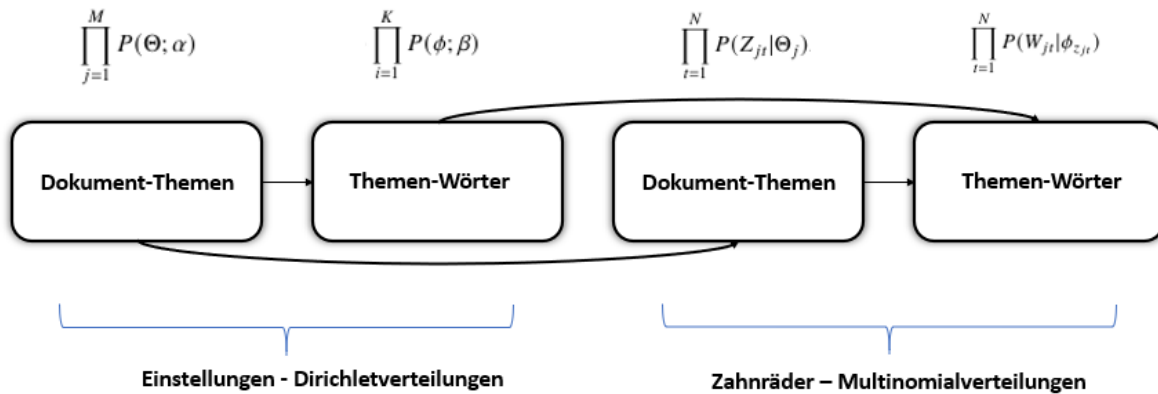 ∏_{j=1}^{M} P(Θ; α)
∏_{i=1}^{K} P(ϕ; β)
∏_{t=1}^{N} P(Z_{jt}|Θ_j)
∏_{t=1}^{N} P(W_{jt}|ϕ_{z_{jt}})
Dokument-Themen
Themen-Wörter
Dokument-Themen
Themen-Wörter
Einstellungen - Dirichletverteilungen
Zahnräder – Multinomialverteilungen